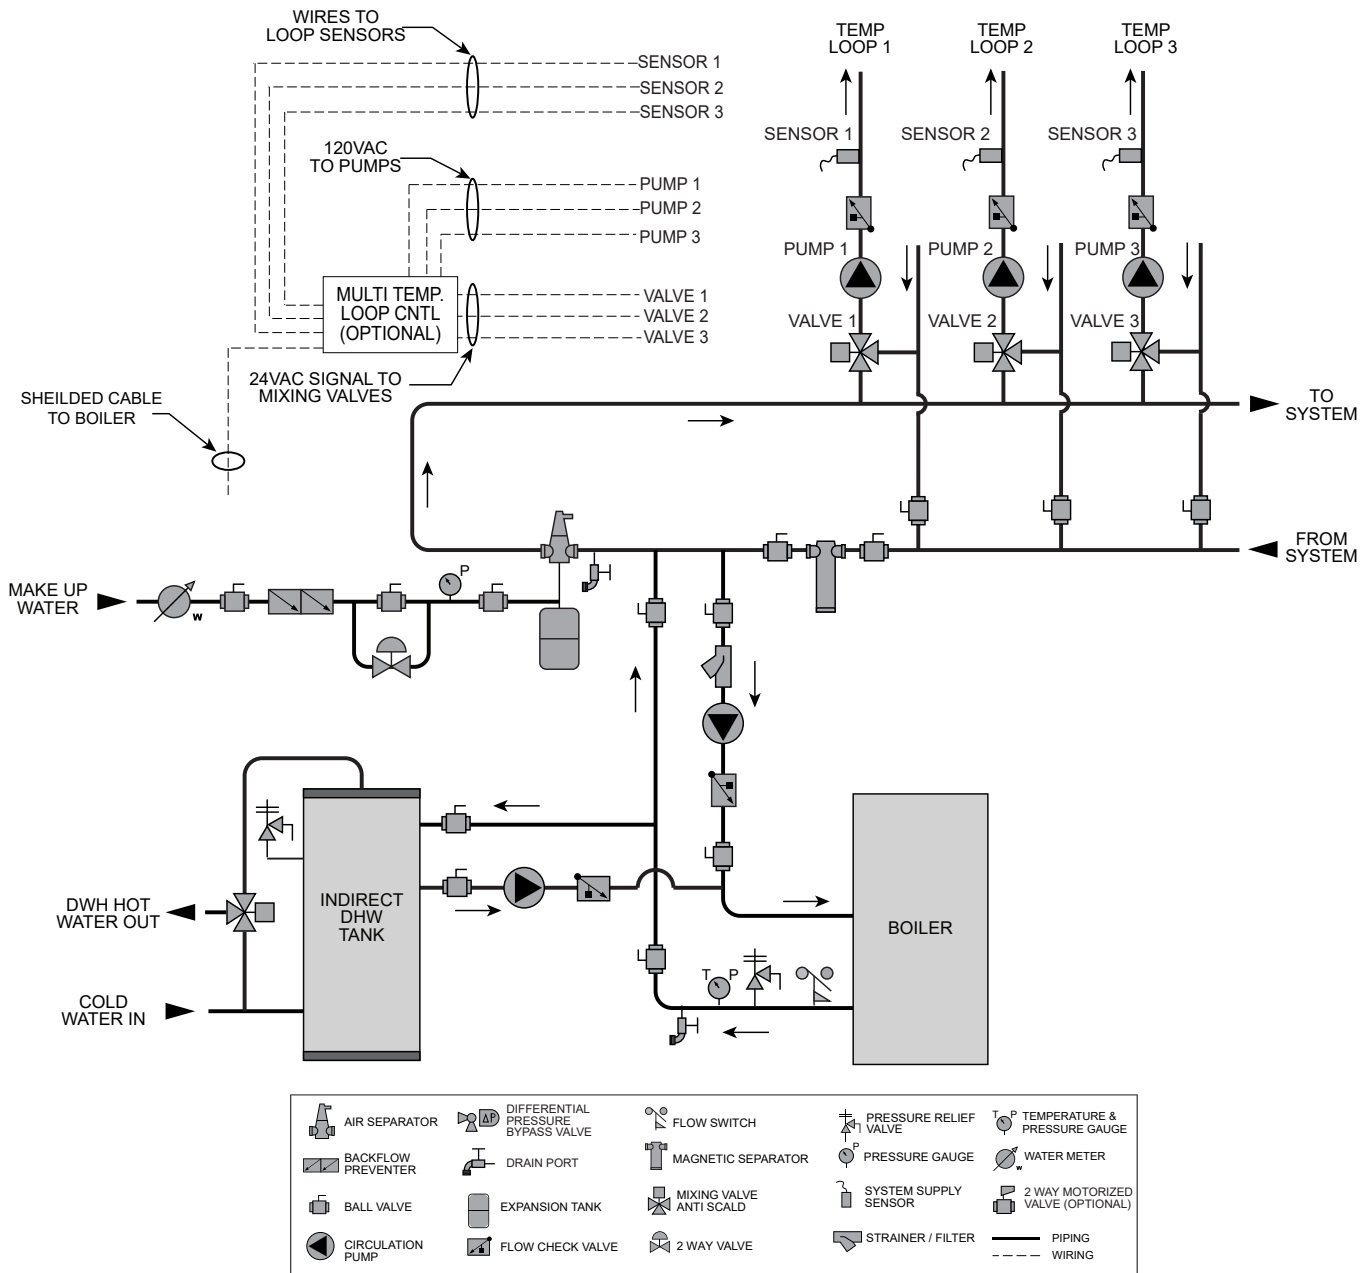 WIRES TO
LOOP SENSORS
SENSOR 1
SENSOR 2
SENSOR 3
120VAC
TO PUMPS
PUMP 1
PUMP 2
PUMP 3
MULTI TEMP.
LOOP CNTL
(OPTIONAL)
VALVE 1
VALVE 2
VALVE 3
24VAC SIGNAL TO
MIXING VALVES
SHEILDED CABLE
TO BOILER
TEMP
LOOP 1
TEMP
LOOP 2
TEMP
LOOP 3
SENSOR 1
SENSOR 2
SENSOR 3
PUMP 1
PUMP 2
PUMP 3
VALVE 1
VALVE 2
VALVE 3
TO
SYSTEM
FROM
SYSTEM
MAKE UP
WATER
W
P
DWH HOT
WATER OUT
COLD
WATER IN
INDIRECT
DHW
TANK
T P
BOILER
AIR SEPARATOR
BACKFLOW
PREVENTER
BALL VALVE
CIRCULATION
PUMP
ΔP
DIFFERENTIAL
PRESSURE
BYPASS VALVE
DRAIN PORT
EXPANSION TANK
FLOW CHECK VALVE
FLOW SWITCH
MAGNETIC SEPARATOR
MIXING VALVE
ANTI SCALD
2 WAY VALVE
PRESSURE RELIEF
VALVE
P
PRESSURE GAUGE
SYSTEM SUPPLY
SENSOR
STRAINER / FILTER
T P
TEMPERATURE &
PRESSURE GAUGE
W
WATER METER
2 WAY MOTORIZED
VALVE (OPTIONAL)
PIPING
WIRING